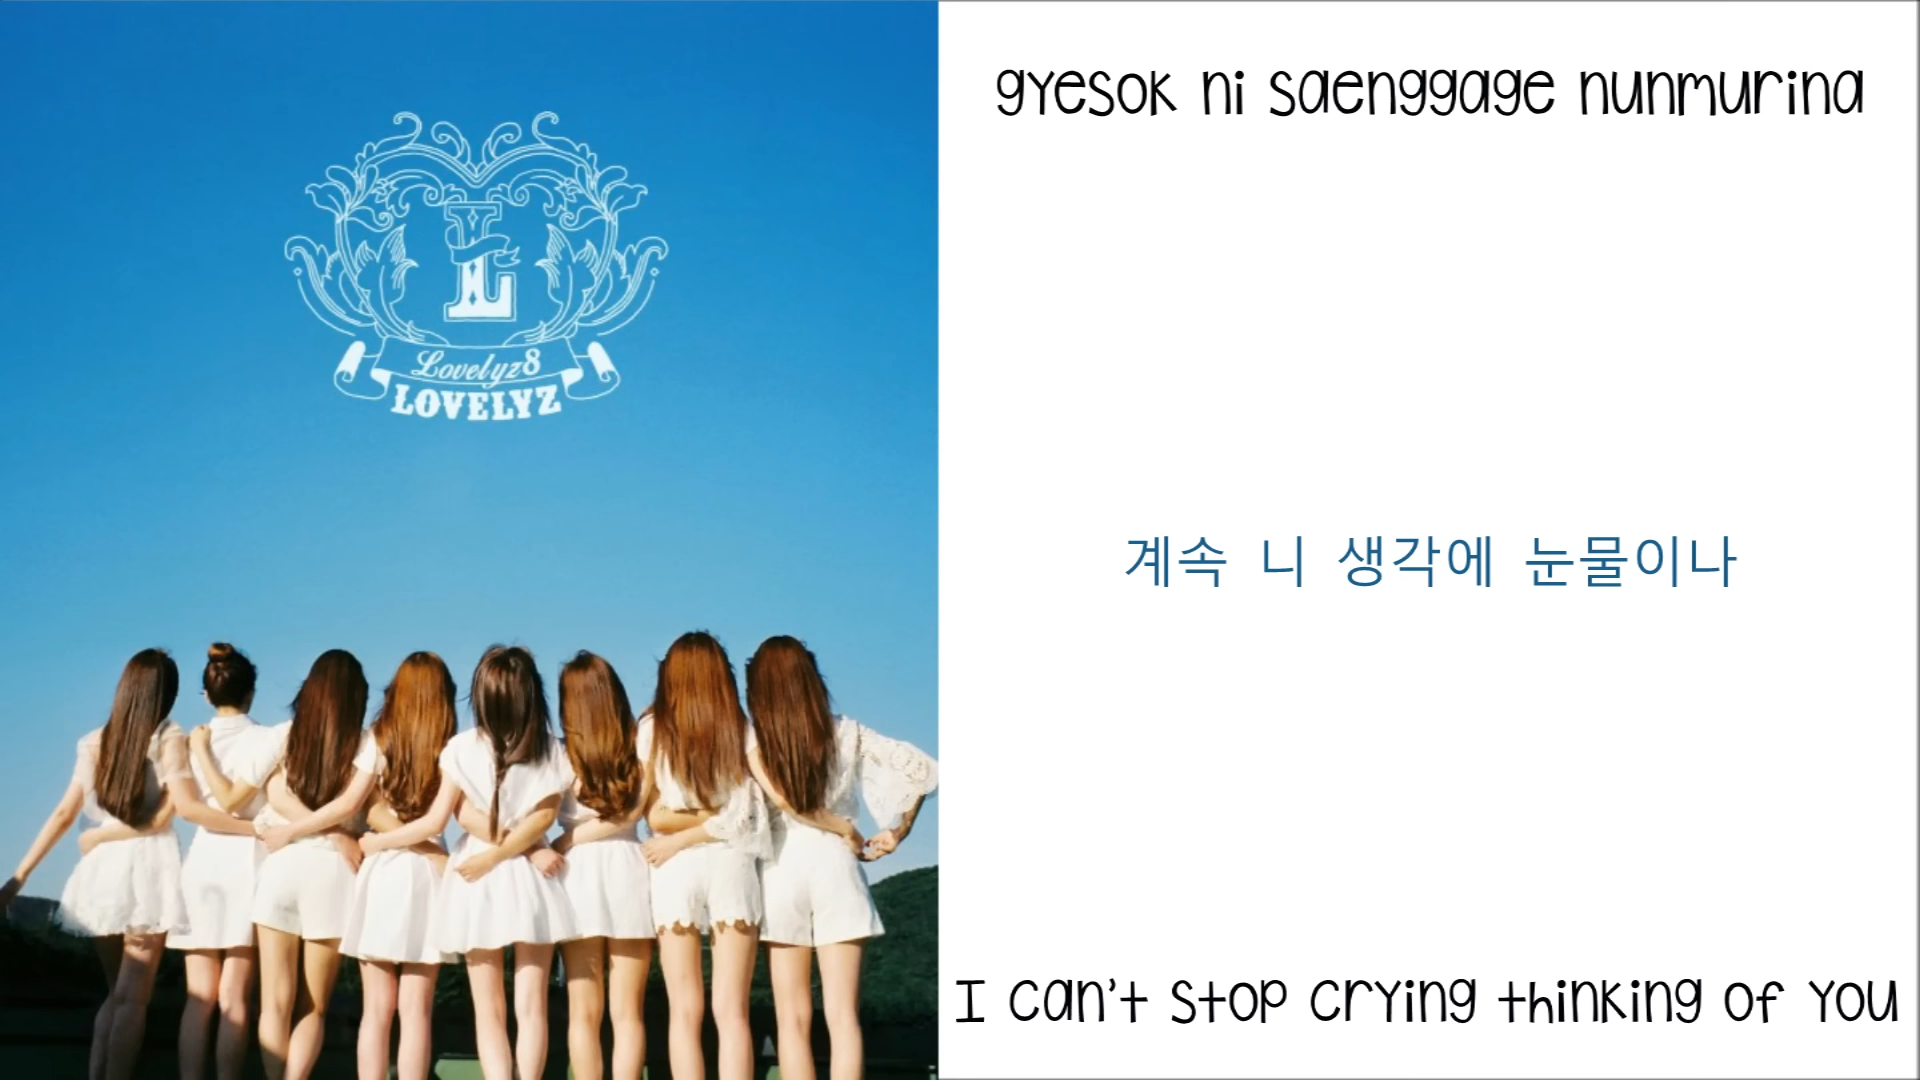 L
Lovelyz8
LOVELYZ
gyesok ni saenggage nunmurina
계속 니 생각에 눈물이나
I can't stop crying thinking of you